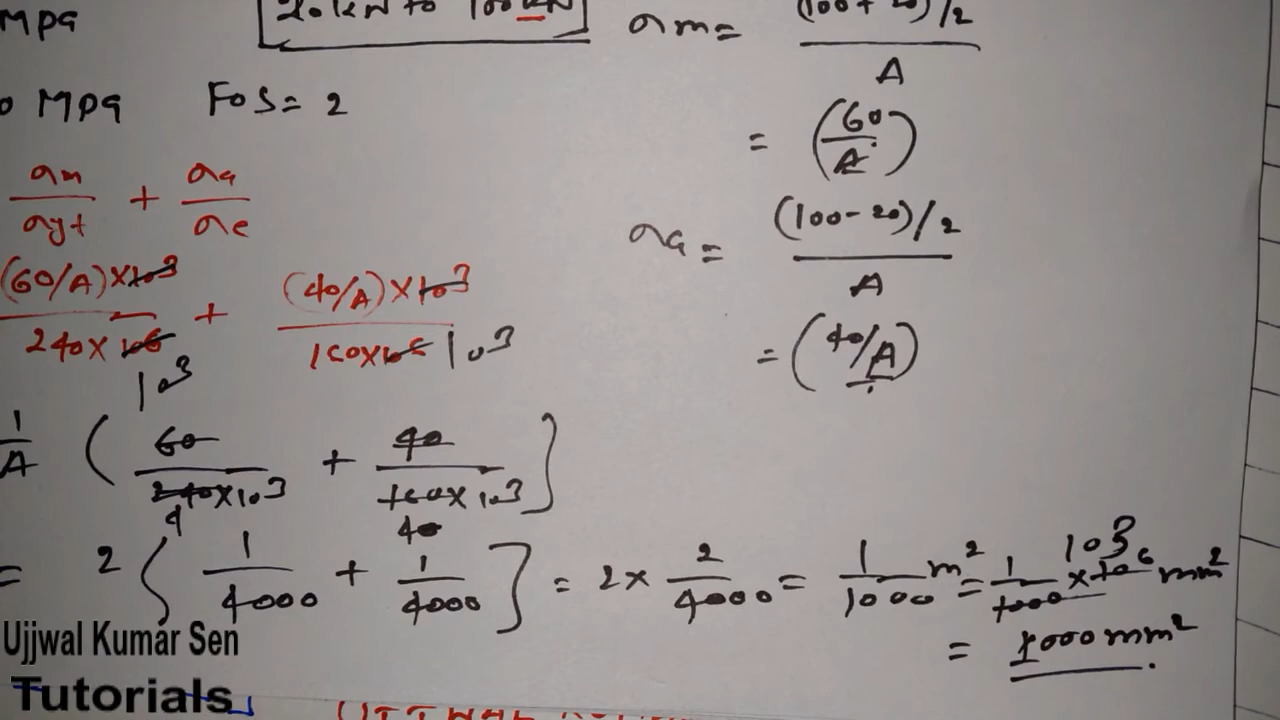 MPa
20kN to 100kN
σm = (100+20)/2 / A
0 MPa FOS = 2
= (60/A)
σm/σyt + σa/σe
σa = (100-20)/2 / A
(60/A)×10³ / 240×10⁶ 10³ + (40/A)×10³ / 160×10⁶ 10³
= (40/A)
1/A ( 60 / 240×10³ + 40 / 160×10³ ]
4 40
= 2 { 1/4000 + 1/4000 } = 2× 2/4000 = 1/1000 m² = 1/1000 ×10⁶ 10³ mm²
= 1000 mm²
Ujjwal Kumar Sen
Tutorials